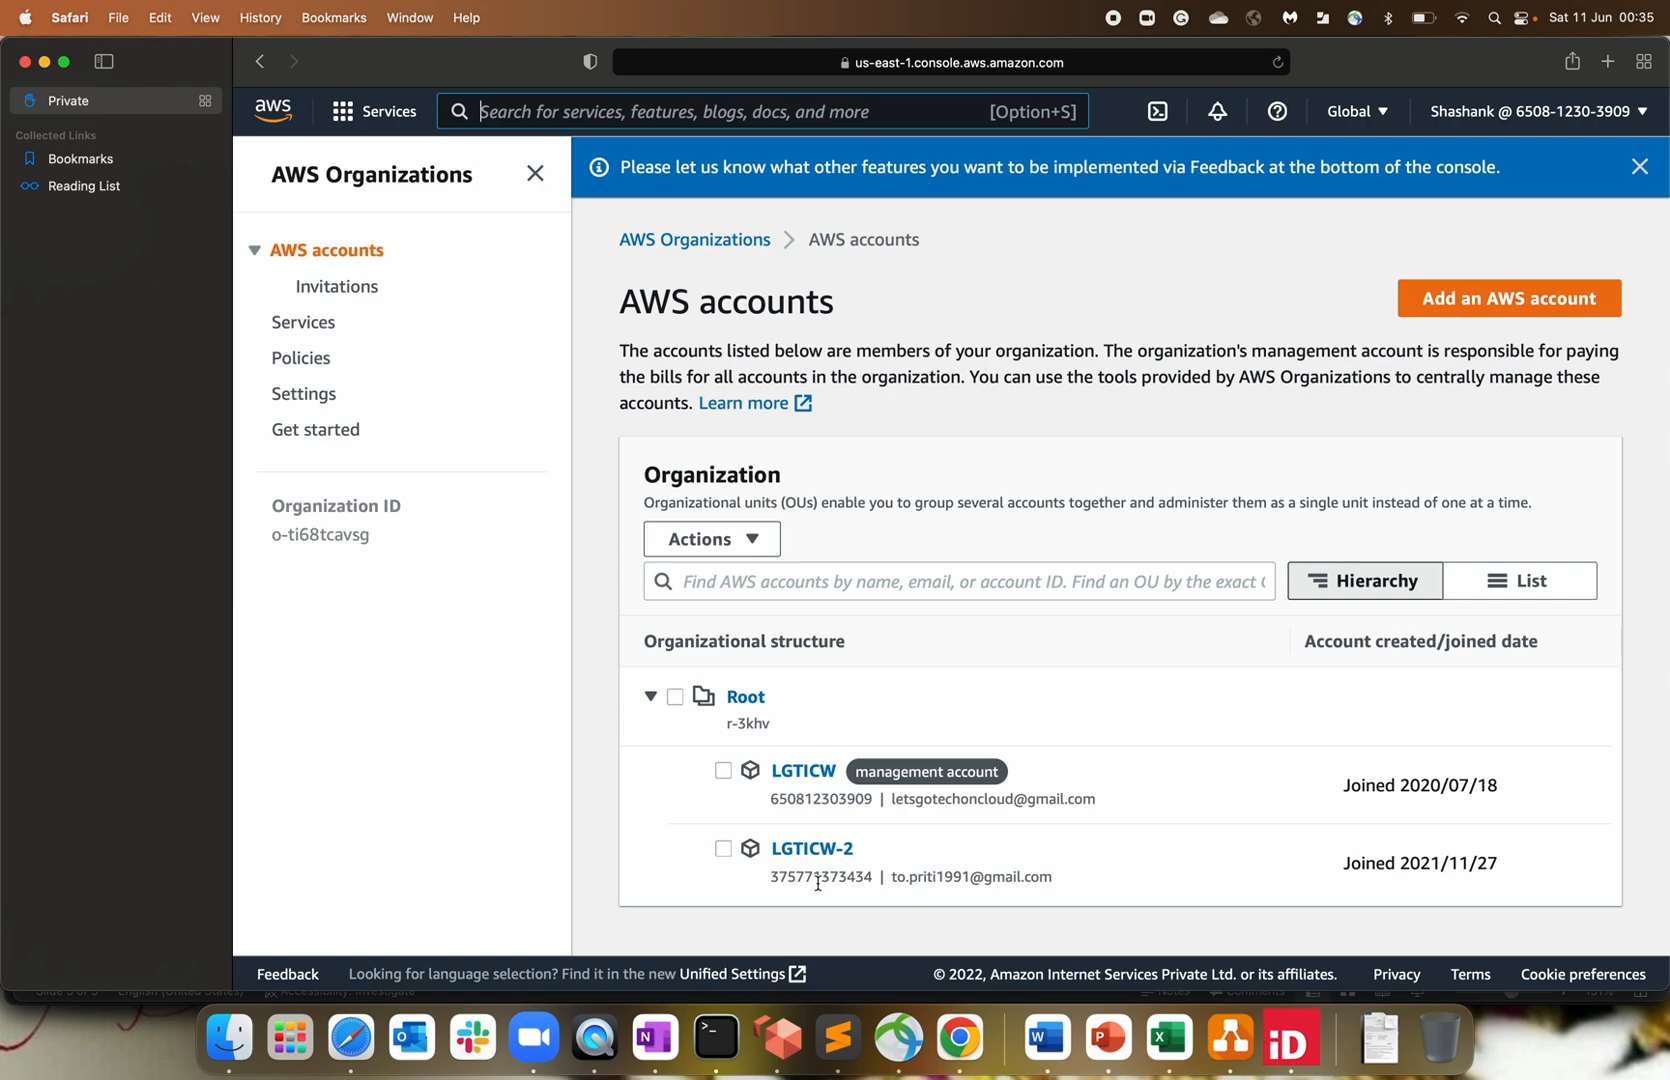 Safari File Edit View History Bookmarks Window Help Sat 11 Jun 00:35
Private
Collected Links
Bookmarks
Reading List
us-east-1.console.aws.amazon.com
aws Services Search for services, features, blogs, docs, and more [Option+S] Global Shashank @ 6508-1230-3909
AWS Organizations
AWS accounts
Invitations
Services
Policies
Settings
Get started
Organization ID
o-ti68tcavsg
Please let us know what other features you want to be implemented via Feedback at the bottom of the console.
AWS Organizations AWS accounts
AWS accounts
Add an AWS account
The accounts listed below are members of your organization. The organization's management account is responsible for paying
the bills for all accounts in the organization. You can use the tools provided by AWS Organizations to centrally manage these
accounts. Learn more
Organization
Organizational units (OUs) enable you to group several accounts together and administer them as a single unit instead of one at a time.
Actions
Find AWS accounts by name, email, or account ID. Find an OU by the exact
Hierarchy List
Organizational structure Account created/joined date
Root
r-3khv
LGTICW management account
650812303909 | letsgotechoncloud@gmail.com
Joined 2020/07/18
LGTICW-2
375771373434 | to.priti1991@gmail.com
Joined 2021/11/27
Feedback Looking for language selection? Find it in the new Unified Settings © 2022, Amazon Internet Services Private Ltd. or its affiliates. Privacy Terms Cookie preferences